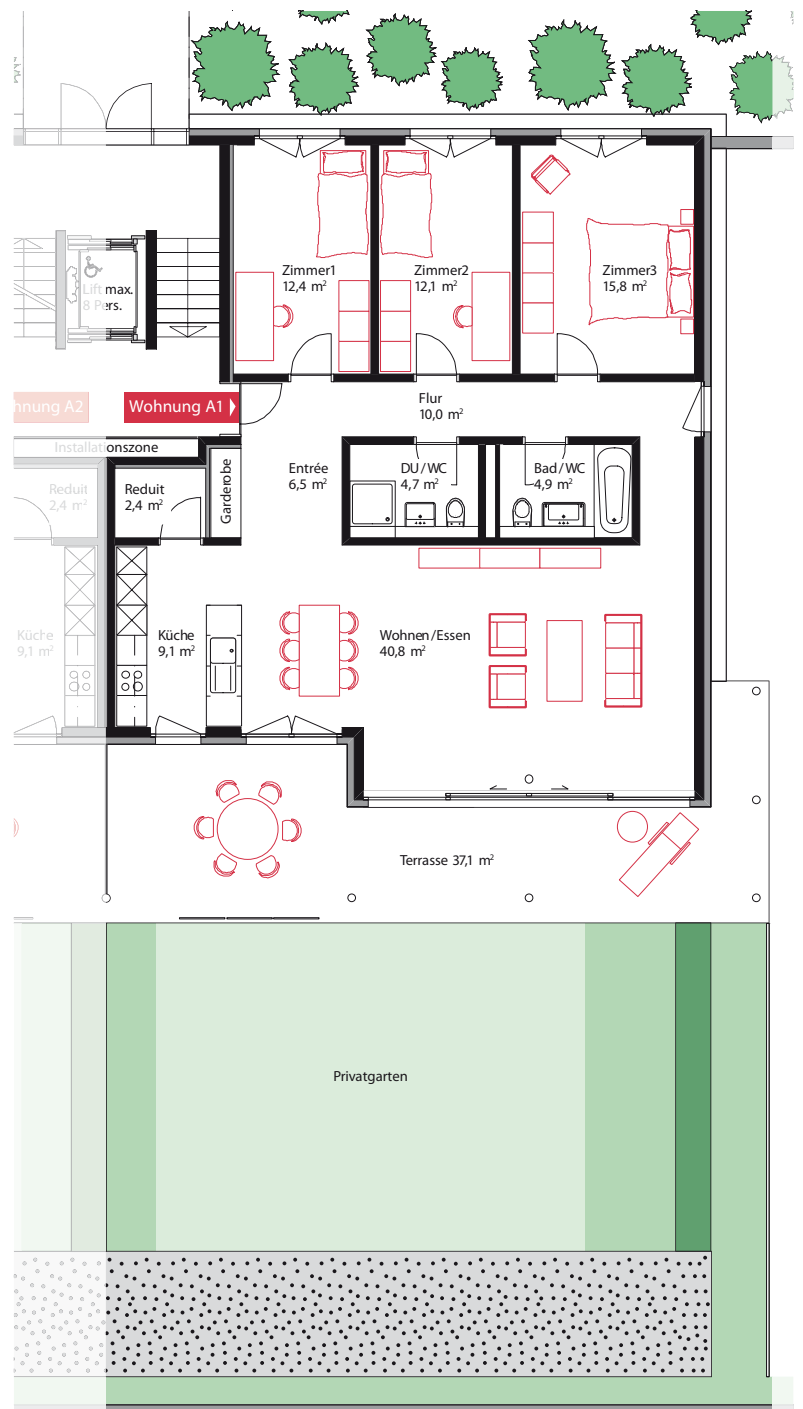 Zimmer1
12,4 m²
Zimmer2
12,1 m²
Zimmer3
15,8 m²
Lift max.
8 Pers.
hnung A2
Wohnung A1
Flur
10,0 m²
Installationszone
Reduit
2,4 m²
Reduit
2,4 m²
Garderobe
Entrée
6,5 m²
DU/WC
4,7 m²
Bad/WC
4,9 m²
Küche
9,1 m²
Küche
9,1 m²
Wohnen/Essen
40,8 m²
Terrasse 37,1 m²
Privatgarten